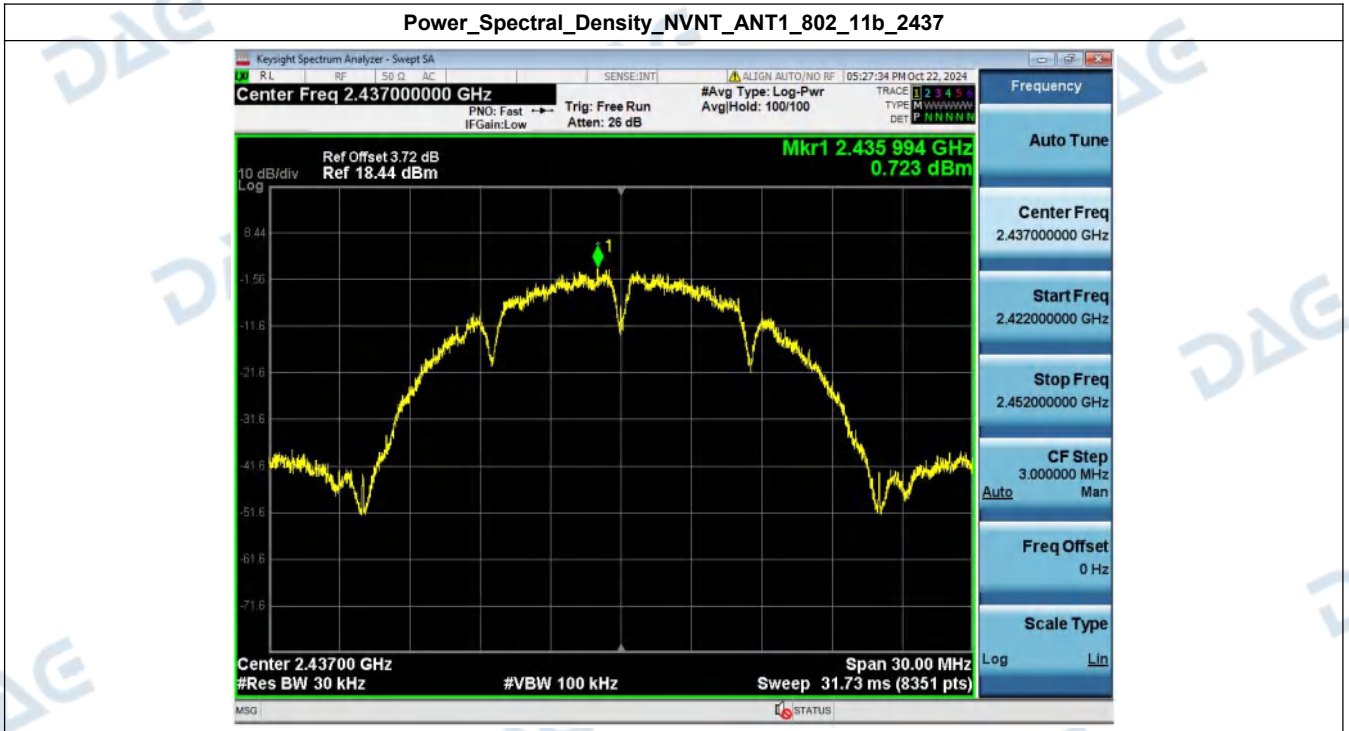 Power_Spectral_Density_NVNT_ANT1_802_11b_2437
DAG
Keysight Spectrum Analyzer - Swept SA
LXI RL RF 50 Ω AC SENSE:INT ALIGN AUTO/NO RF 05:27:34 PM Oct 22, 2024
Center Freq 2.437000000 GHz
PNO: Fast
IFGain:Low
Trig: Free Run
Atten: 26 dB
#Avg Type: Log-Pwr
Avg|Hold: 100/100
TRACE 1 2 3 4 5 6
TYPE M WWWWW
DET P N N N N N
Frequency
Auto Tune
Center Freq
2.437000000 GHz
Start Freq
2.422000000 GHz
Stop Freq
2.452000000 GHz
CF Step
3.000000 MHz
Auto Man
Freq Offset
0 Hz
Scale Type
Log Lin
Mkr1 2.435 994 GHz
0.723 dBm
Ref Offset 3.72 dB
10 dB/div Ref 18.44 dBm
Log
8.44
-1.56
-11.6
-21.6
-31.6
-41.6
-51.6
-61.6
-71.6
1
Center 2.43700 GHz Span 30.00 MHz
#Res BW 30 kHz #VBW 100 kHz Sweep 31.73 ms (8351 pts)
MSG STATUS
DAG
DAG